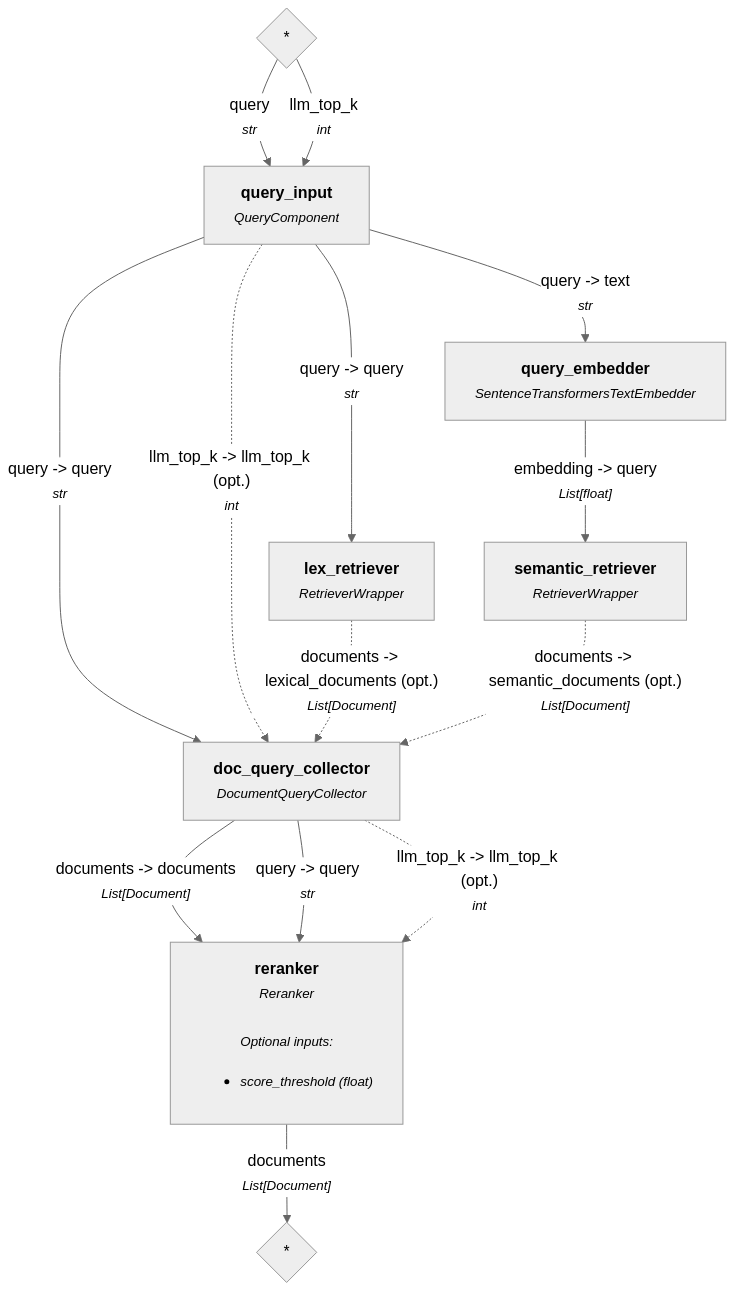 *
query
str
llm_top_k
int
query_input
QueryComponent
query -> text
str
query_embedder
SentenceTransformersTextEmbedder
query -> query
str
llm_top_k -> llm_top_k
(opt.)
int
query -> query
str
embedding -> query
List[float]
lex_retriever
RetrieverWrapper
semantic_retriever
RetrieverWrapper
documents ->
lexical_documents (opt.)
List[Document]
documents ->
semantic_documents (opt.)
List[Document]
doc_query_collector
DocumentQueryCollector
documents -> documents
List[Document]
query -> query
str
llm_top_k -> llm_top_k
(opt.)
int
reranker
Reranker
Optional inputs:
• score_threshold (float)
documents
List[Document]
*